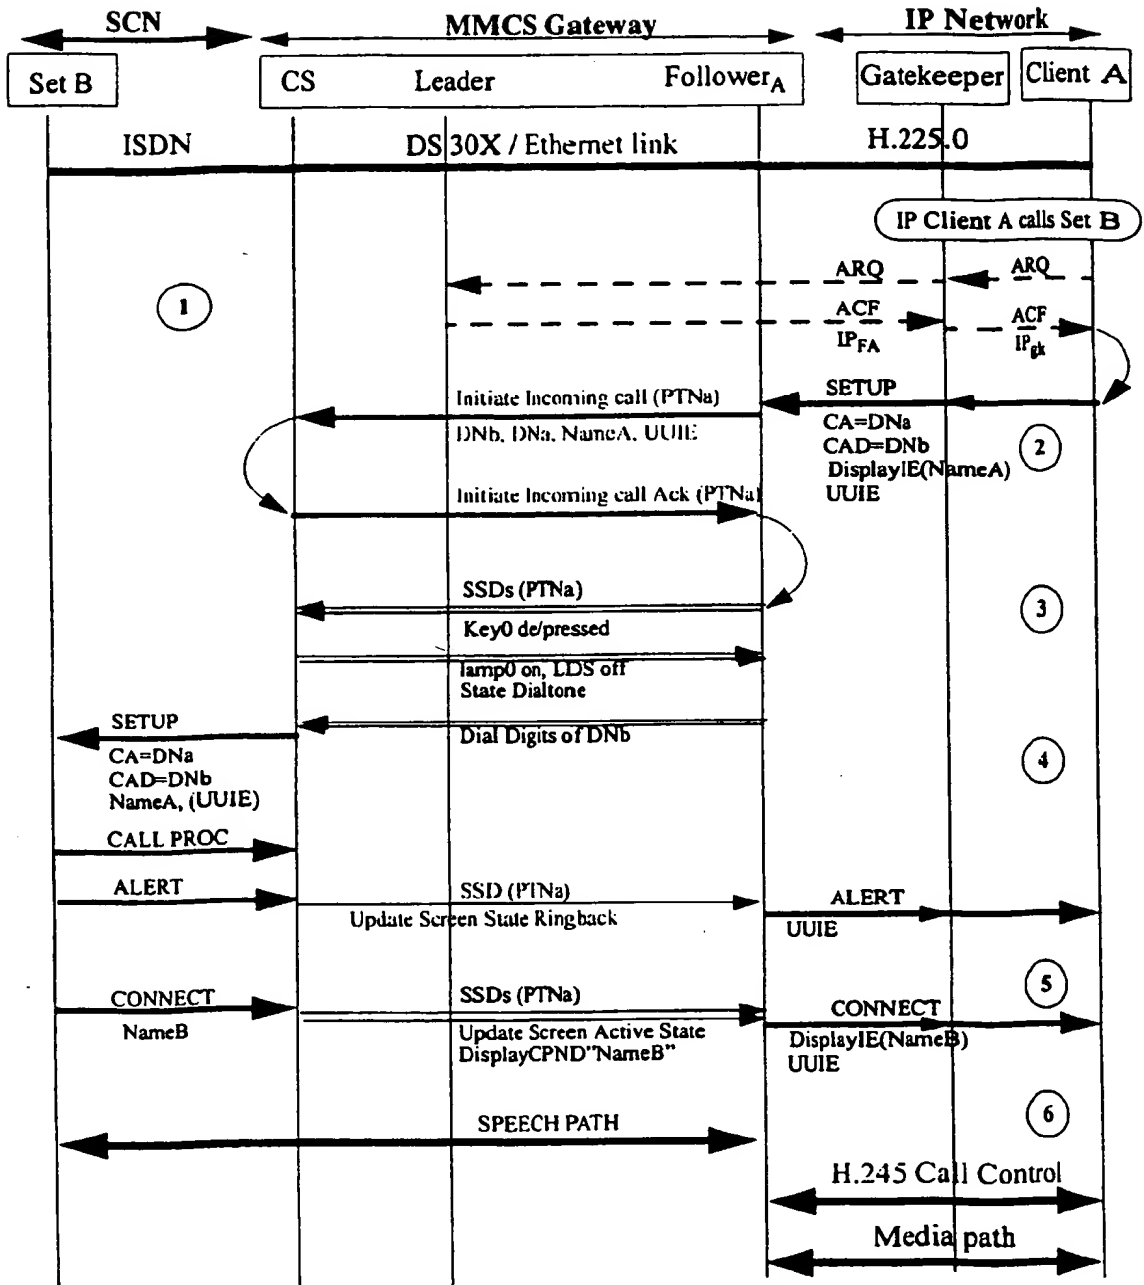 SCN
MMCS Gateway
IP Network
Set B
CS
Leader
FollowerA
Gatekeeper
Client A
ISDN
DS 30X / Ethernet link
H.225.0
IP Client A calls Set B
ARQ
ARQ
1
ACF
IPFA
ACF
IPgk
Initiate Incoming call (PTNa)
DNb, DNa, NameA, UUIE
SETUP
CA=DNa
CAD=DNb
DisplayIE(NameA)
UUIE
2
Initiate Incoming call Ack (PTNa)
SSDs (PTNa)
Key0 de/pressed
3
lamp0 on, LDS off
State Dialtone
SETUP
CA=DNa
CAD=DNb
NameA, (UUIE)
Dial Digits of DNb
4
CALL PROC
ALERT
SSD (PTNa)
Update Screen State Ringback
ALERT
UUIE
5
CONNECT
NameB
SSDs (PTNa)
Update Screen Active State
DisplayCPND"NameB"
CONNECT
DisplayIE(NameB)
UUIE
6
SPEECH PATH
H.245 Call Control
Media path